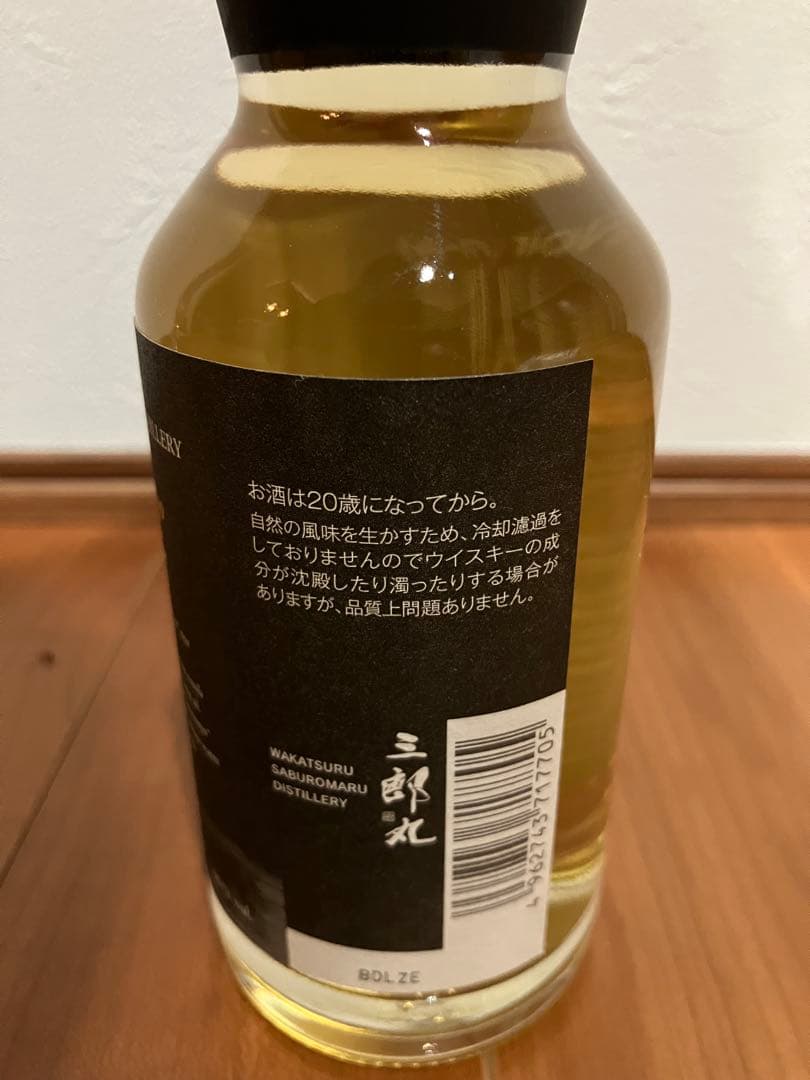 お酒は20歳になってから。
自然の風味を生かすため、冷却濾過を
しておりませんのでウイスキーの成
分が沈殿したり濁ったりする場合が
ありますが、品質上問題ありません。
WAKATSURU
SABUROMARU
DISTILLERY
三郎丸
4962743717705
BDL ZE